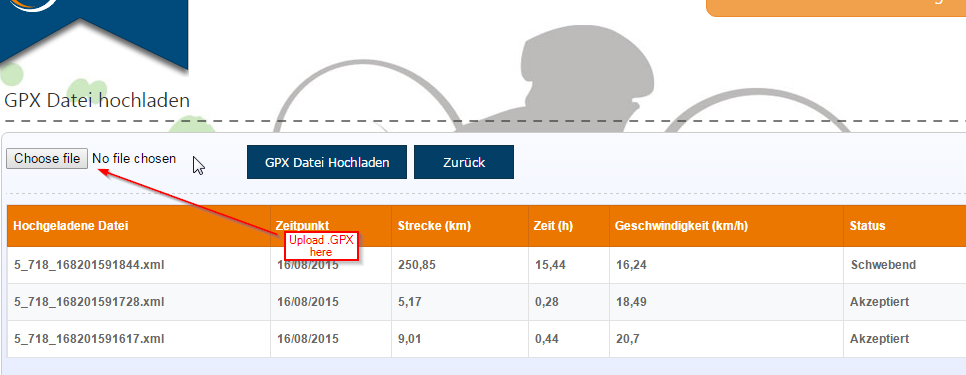 GPX Datei hochladen
Choose file No file chosen GPX Datei Hochladen Zurück
Hochgeladene Datei Zeitpunkt Strecke (km) Zeit (h) Geschwindigkeit (km/h) Status
Upload .GPX
here
5_718_168201591844.xml 16/08/2015 250,85 15,44 16,24 Schwebend
5_718_168201591728.xml 16/08/2015 5,17 0,28 18,49 Akzeptiert
5_718_168201591617.xml 16/08/2015 9,01 0,44 20,7 Akzeptiert